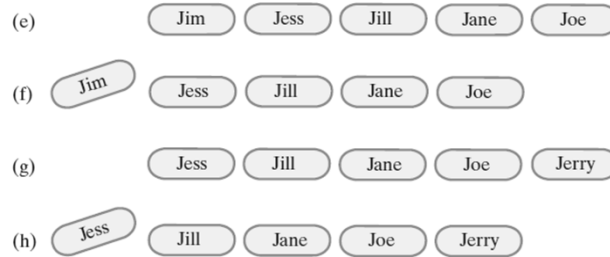 (e) Jim Jess Jill Jane Joe
(f) Jim Jess Jill Jane Joe
(g) Jess Jill Jane Joe Jerry
(h) Jess Jill Jane Joe Jerry